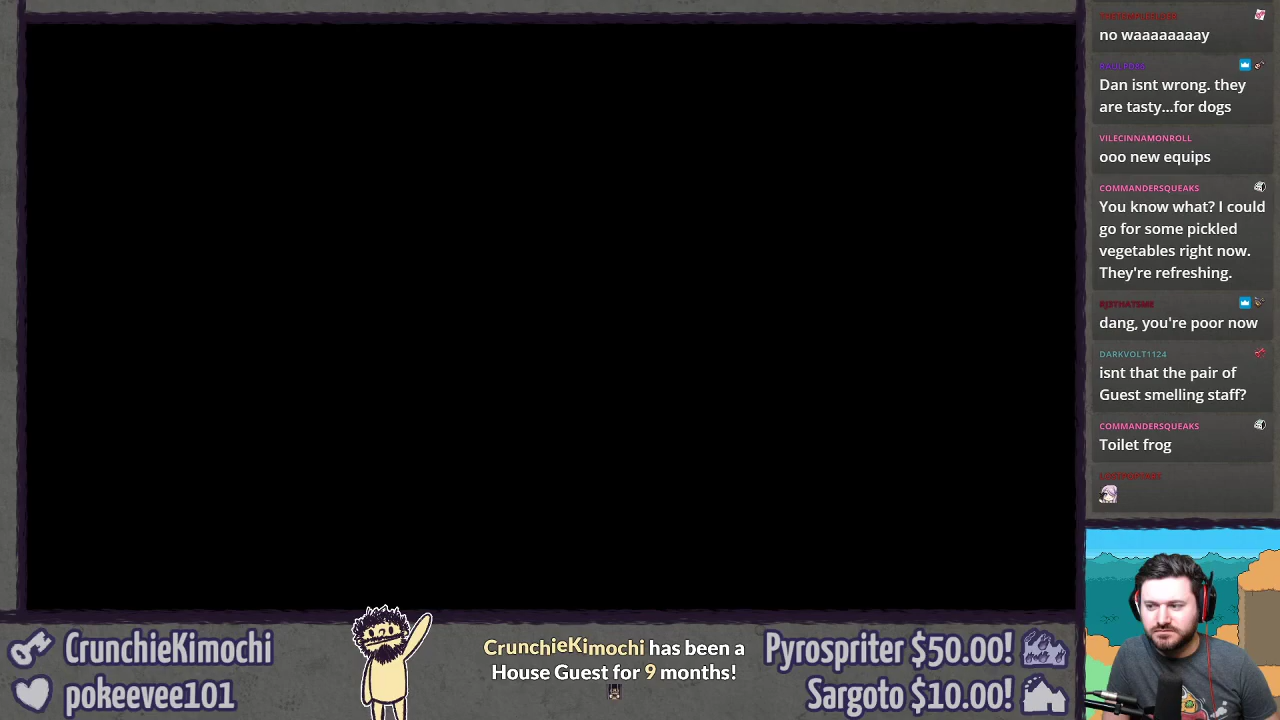 no waaaaaaaay
Dan isnt wrong. they
are tasty...for dogs
VILECINNAMONROLL
ooo new equips
COMMANDERSQUEAKS
You know what? I could
go for some pickled
vegetables right now.
They're refreshing.
RJ3THATSME
dang, you're poor now
DARKVOLT1124
isnt that the pair of
Guest smelling staff?
COMMANDERSQUEAKS
Toilet frog
CrunchieKimochi
pokeevee101
CrunchieKimochi has been a
House Guest for 9 months!
Pyrospriter $50.00!
Sargoto $10.00!